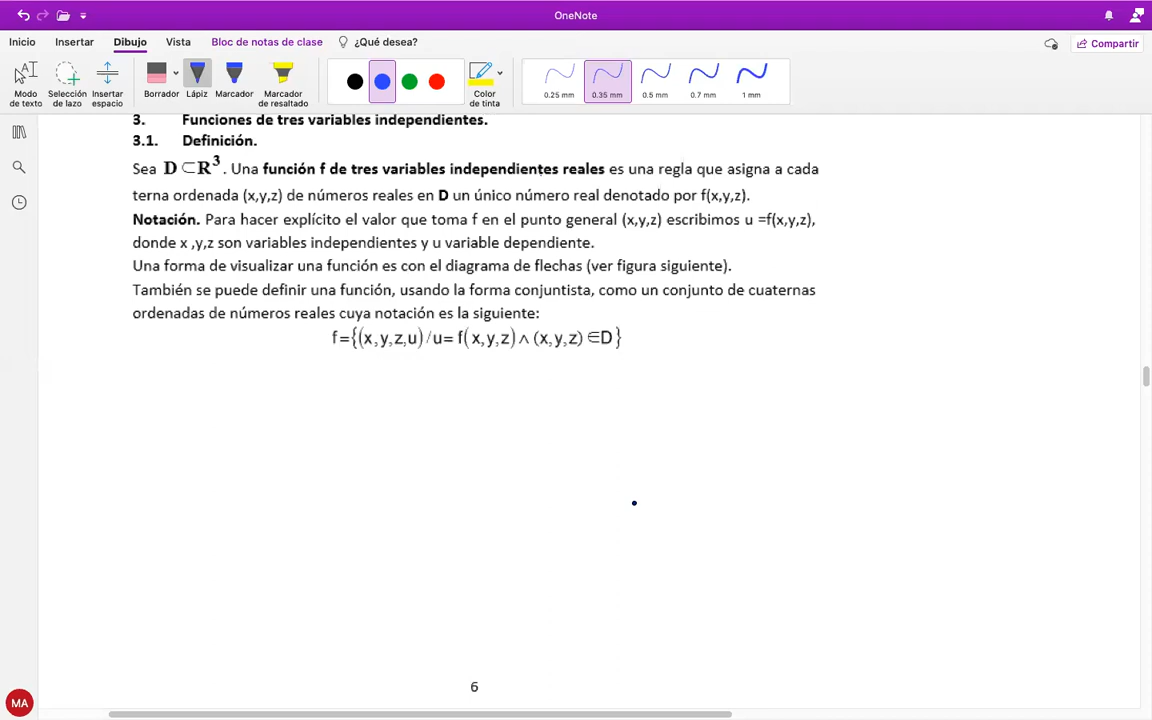 OneNote
Inicio Insertar Dibujo Vista Bloc de notas de clase ¿Qué desea? Compartir
Modo de texto
Selección de lazo
Insertar espacio
Borrador
Lápiz
Marcador
Marcador de resaltado
Color de tinta
0.25 mm 0.35 mm 0.5 mm 0.7 mm 1 mm
3. Funciones de tres variables independientes.
3.1. Definición.
Sea D ⊂R³. Una función f de tres variables independientes reales es una regla que asigna a cada
terna ordenada (x,y,z) de números reales en D un único número real denotado por f(x,y,z).
Notación. Para hacer explícito el valor que toma f en el punto general (x,y,z) escribimos u =f(x,y,z),
donde x ,y,z son variables independientes y u variable dependiente.
Una forma de visualizar una función es con el diagrama de flechas (ver figura siguiente).
También se puede definir una función, usando la forma conjuntista, como un conjunto de cuaternas
ordenadas de números reales cuya notación es la siguiente:
f={(x,y,z,u)/u= f(x,y,z)∧(x,y,z)∈D}
6
MA